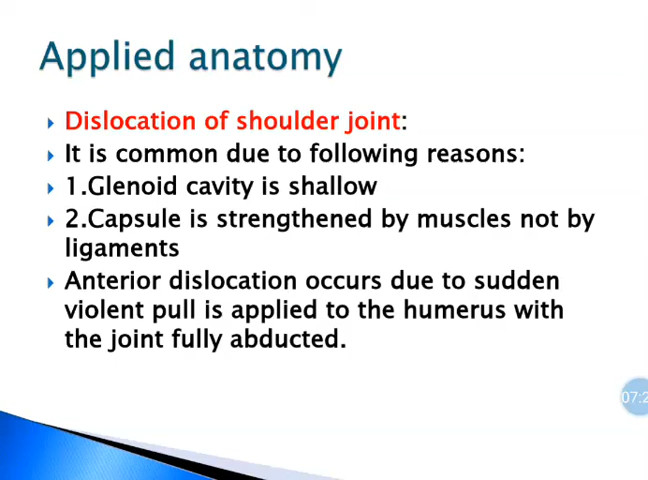 Applied anatomy
Dislocation of shoulder joint:
It is common due to following reasons:
1.Glenoid cavity is shallow
2.Capsule is strengthened by muscles not by
ligaments
Anterior dislocation occurs due to sudden
violent pull is applied to the humerus with
the joint fully abducted.
07:2